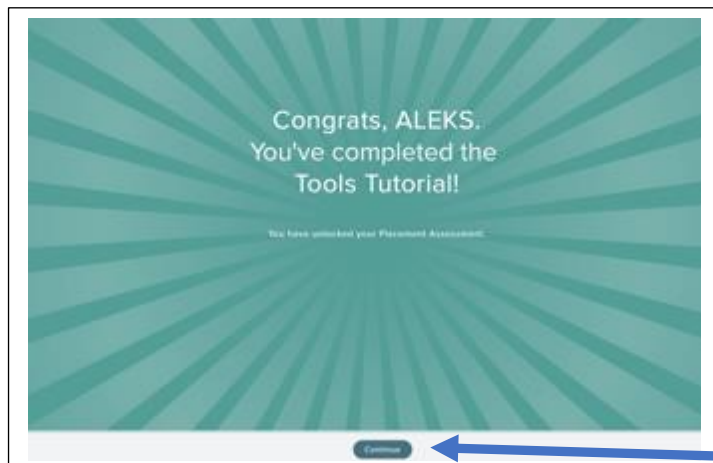 Congrats, ALEKS.
You've completed the
Tools Tutorial!
You have unlocked your Placement Assessment!
Continue